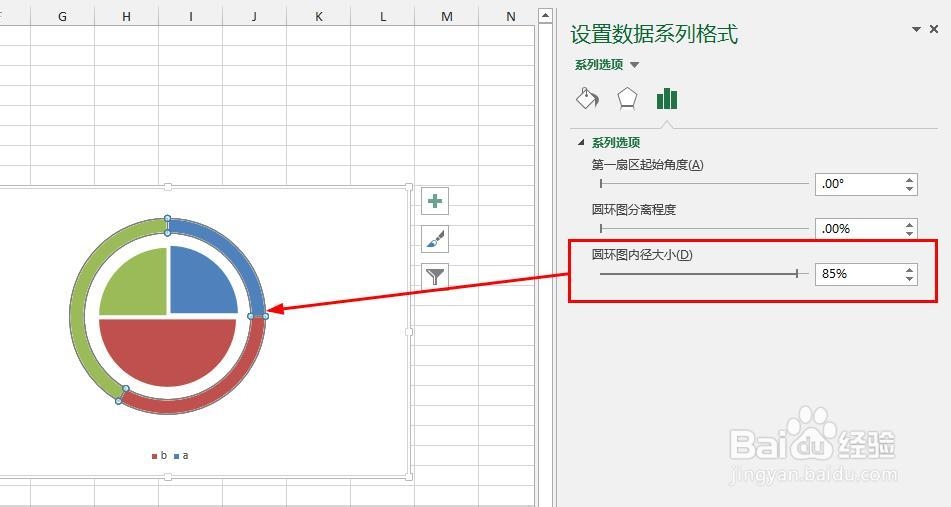 F G H I J K L M N
设置数据系列格式
系列选项
系列选项
第一扇区起始角度(A)
.00°
圆环图分离程度
.00%
圆环图内径大小(D)
85%
b a
Baidu经验
jingyan.baidu.com